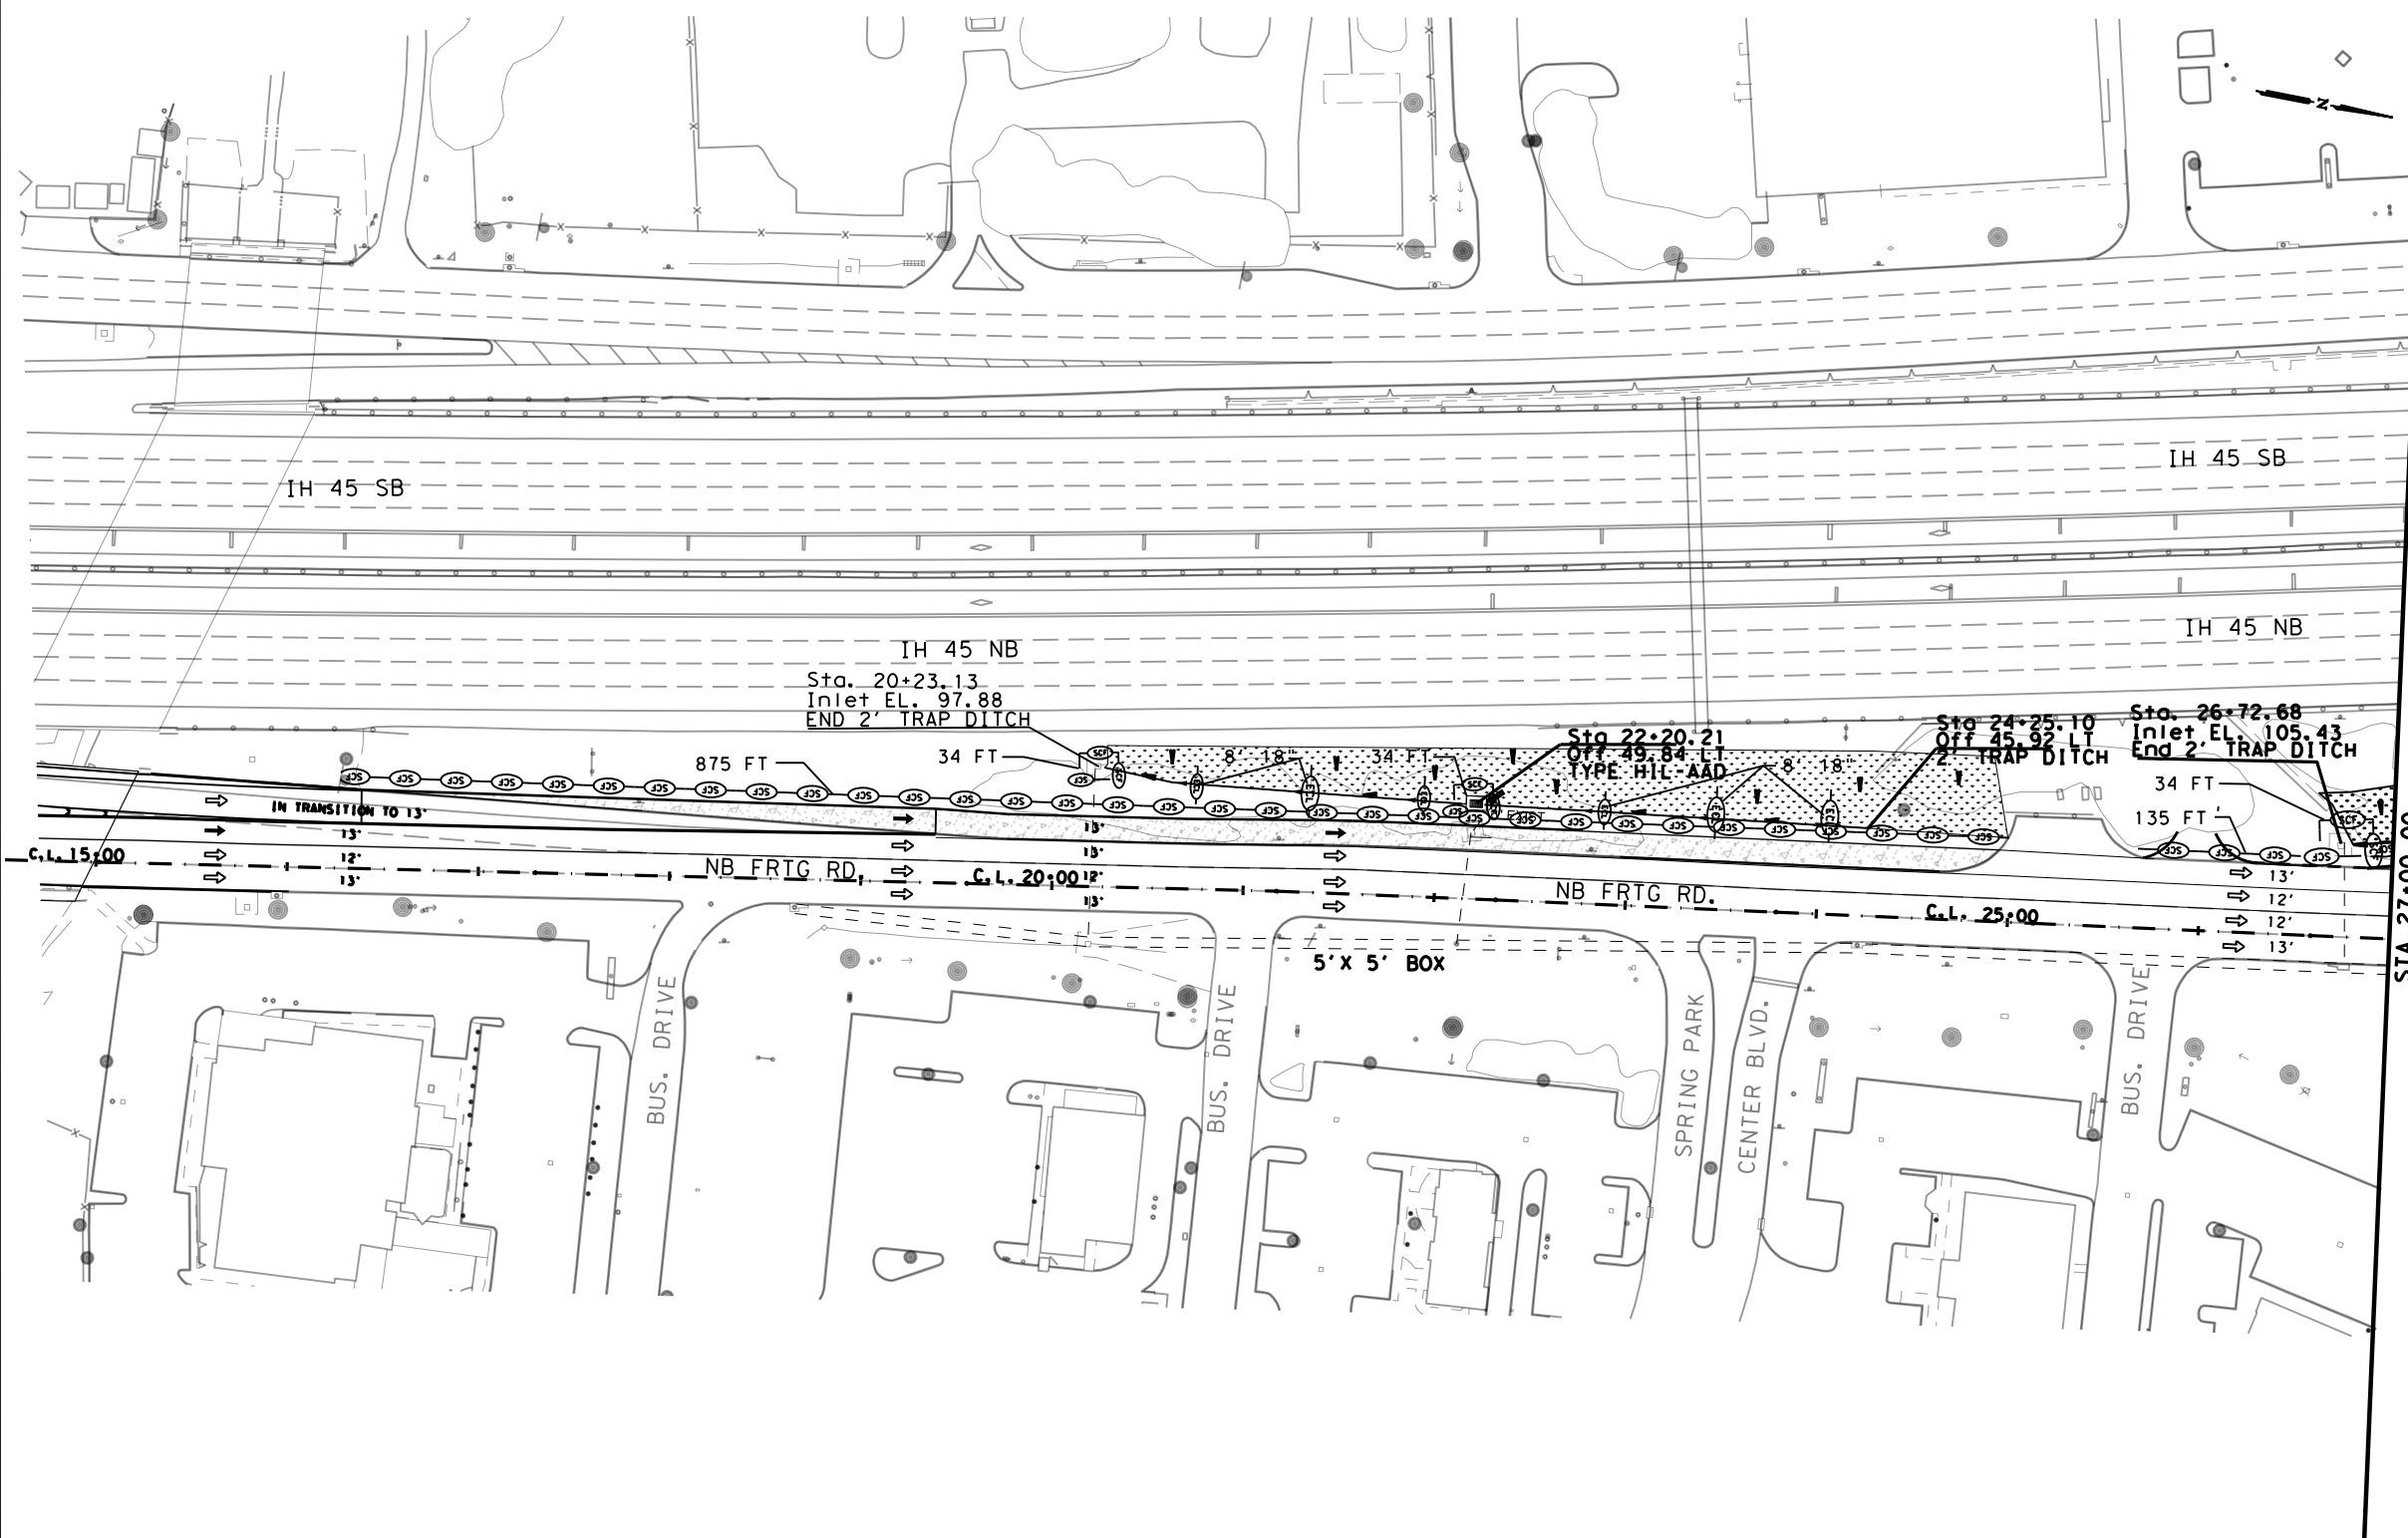 N
IH 45 SB
IH 45 SB
IH 45 NB
IH 45 NB
Sta. 20+23.13
Inlet EL. 97.88
END 2' TRAP DITCH
875 FT
34 FT
8' 18"
34 FT
Sta 22+20.21
Off 49.84 LT
TYPE HIL-AAD
8' 18"
Sta 24+25.10
Off 45.92 LT
2' TRAP DITCH
Sta. 26+72.68
Inlet EL. 105.43
End 2' TRAP DITCH
34 FT
135 FT
SCF
IN TRANSITION TO 13'
13'
12'
13'
13'
13'
12'
13'
13'
12'
12'
13'
C.L. 15+00
NB FRTG RD.
C.L. 20+00
NB FRTG RD.
C.L. 25+00
STA 27+00.00
5'X 5' BOX
BUS. DRIVE
BUS. DRIVE
SPRING PARK
CENTER BLVD.
BUS. DRIVE